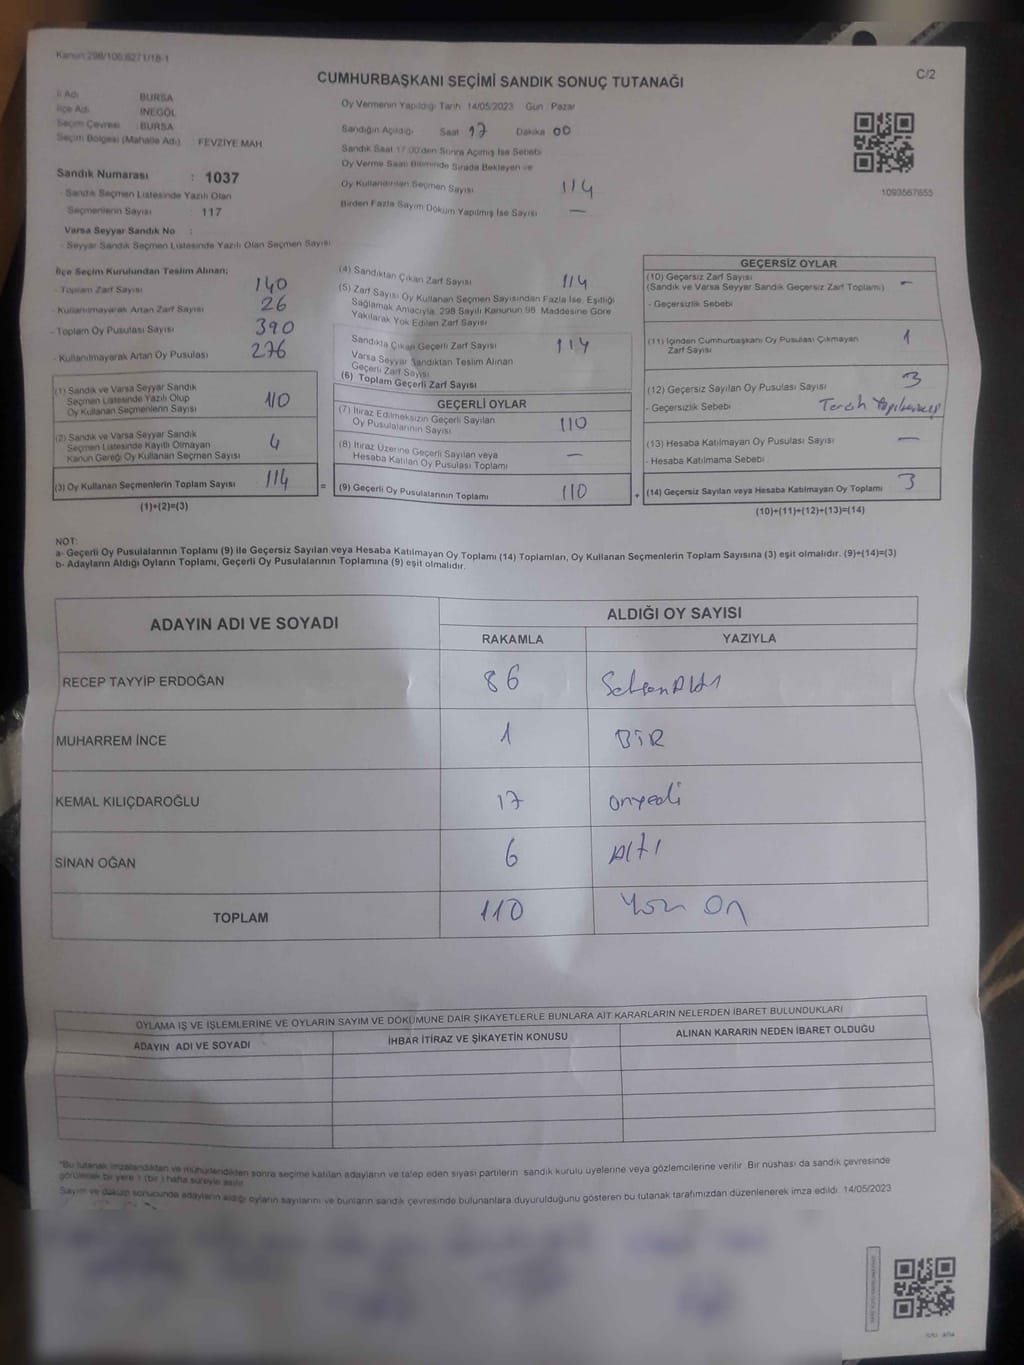 Kanun:298/105;6271/18-1
CUMHURBAŞKANI SEÇİMİ SANDIK SONUÇ TUTANAĞI
C/2
İl Adı BURSA
İlçe Adı İNEGÖL
Seçim Çevresi : BURSA
Seçim Bölgesi (Mahalle Adı) FEVZİYE MAH
Sandık Numarası : 1037
- Sandık Seçmen Listesinde Yazılı Olan
Seçmenlerin Sayısı 117
Varsa Seyyar Sandık No :
- Seyyar Sandık Seçmen Listesinde Yazılı Olan Seçmen Sayısı
Oy Vermenin Yapıldığı Tarih 14/05/2023 Gün Pazar
Sandığın Açıldığı Saat 17 Dakika 00
Sandık Saat 17:00'den Sonra Açılmış İse Sebebi
Oy Verme Saati Bitiminde Sırada Bekleyen ve
Oy Kullandırılan Seçmen Sayısı 114
Birden Fazla Sayım Döküm Yapılmış İse Sayısı —
1093567655
İlçe Seçim Kurulundan Teslim Alınan;
- Toplam Zarf Sayısı 140
- Kullanılmayarak Artan Zarf Sayısı 26
- Toplam Oy Pusulası Sayısı 390
- Kullanılmayarak Artan Oy Pusulası 276
(1) Sandık ve Varsa Seyyar Sandık
Seçmen Listesinde Yazılı Olup
Oy Kullanan Seçmenlerin Sayısı 110
(2) Sandık ve Varsa Seyyar Sandık
Seçmen Listesinde Kayıtlı Olmayan
Kanun Gereği Oy Kullanan Seçmen Sayısı 4
(3) Oy Kullanan Seçmenlerin Toplam Sayısı 114
(1)+(2)=(3)
=
(4) Sandıktan Çıkan Zarf Sayısı 114
(5) Zarf Sayısı Oy Kullanan Seçmen Sayısından Fazla İse, Eşitliği
Sağlamak Amacıyla, 298 Sayılı Kanunun 98. Maddesine Göre
Yakılarak Yok Edilen Zarf Sayısı
Sandıkta Çıkan Geçerli Zarf Sayısı 114
Varsa Seyyar Sandıktan Teslim Alınan
Geçerli Zarf Sayısı
(6) Toplam Geçerli Zarf Sayısı
GEÇERLİ OYLAR
(7) İtiraz Edilmeksizin Geçerli Sayılan
Oy Pusulalarının Sayısı 110
(8) İtiraz Üzerine Geçerli Sayılan veya
Hesaba Katılan Oy Pusulası Toplamı —
(9) Geçerli Oy Pusulalarının Toplamı 110
+
GEÇERSİZ OYLAR
(10) Geçersiz Zarf Sayısı —
(Sandık ve Varsa Seyyar Sandık Geçersiz Zarf Toplamı)
- Geçersizlik Sebebi
(11) İçinden Cumhurbaşkanı Oy Pusulası Çıkmayan
Zarf Sayısı 1
(12) Geçersiz Sayılan Oy Pusulası Sayısı 3
- Geçersizlik Sebebi Tercih
(13) Hesaba Katılmayan Oy Pusulası Sayısı —
- Hesaba Katılmama Sebebi
(14) Geçersiz Sayılan veya Hesaba Katılmayan Oy Toplamı 3
(10)+(11)+(12)+(13)=(14)
NOT:
a- Geçerli Oy Pusulalarının Toplamı (9) ile Geçersiz Sayılan veya Hesaba Katılmayan Oy Toplamı (14) Toplamları, Oy Kullanan Seçmenlerin Toplam Sayısına (3) eşit olmalıdır. (9)+(14)=(3)
b- Adayların Aldığı Oyların Toplamı, Geçerli Oy Pusulalarının Toplamına (9) eşit olmalıdır.
ADAYIN ADI VE SOYADI ALDIĞI OY SAYISI
RAKAMLA YAZIYLA
RECEP TAYYİP ERDOĞAN 86 SeksenAltı
MUHARREM İNCE 1 BİR
KEMAL KILIÇDAROĞLU 17 onyedi
SİNAN OĞAN 6 Altı
TOPLAM 110 Yüz On
OYLAMA İŞ VE İŞLEMLERİNE VE OYLARIN SAYIM VE DÖKÜMÜNE DAİR ŞİKAYETLERLE BUNLARA AİT KARARLARIN NELERDEN İBARET BULUNDUKLARI
ADAYIN ADI VE SOYADI İHBAR İTİRAZ VE ŞİKAYETİN KONUSU ALINAN KARARIN NEDEN İBARET OLDUĞU
*Bu tutanak imzalandıktan ve mühürlendikten sonra seçime katılan adayların ve talep eden siyasi partilerin sandık kurulu üyelerine veya gözlemcilerine verilir. Bir nüshası da sandık çevresinde
görülecek bir yere 1 (bir) hafta süreyle asılır.
Sayım ve döküm sonucunda adayların aldığı oyların sayılarını ve bunların sandık çevresinde bulunanlara duyurulduğunu gösteren bu tutanak tarafımızdan düzenlenerek imza edildi. 14/05/2023